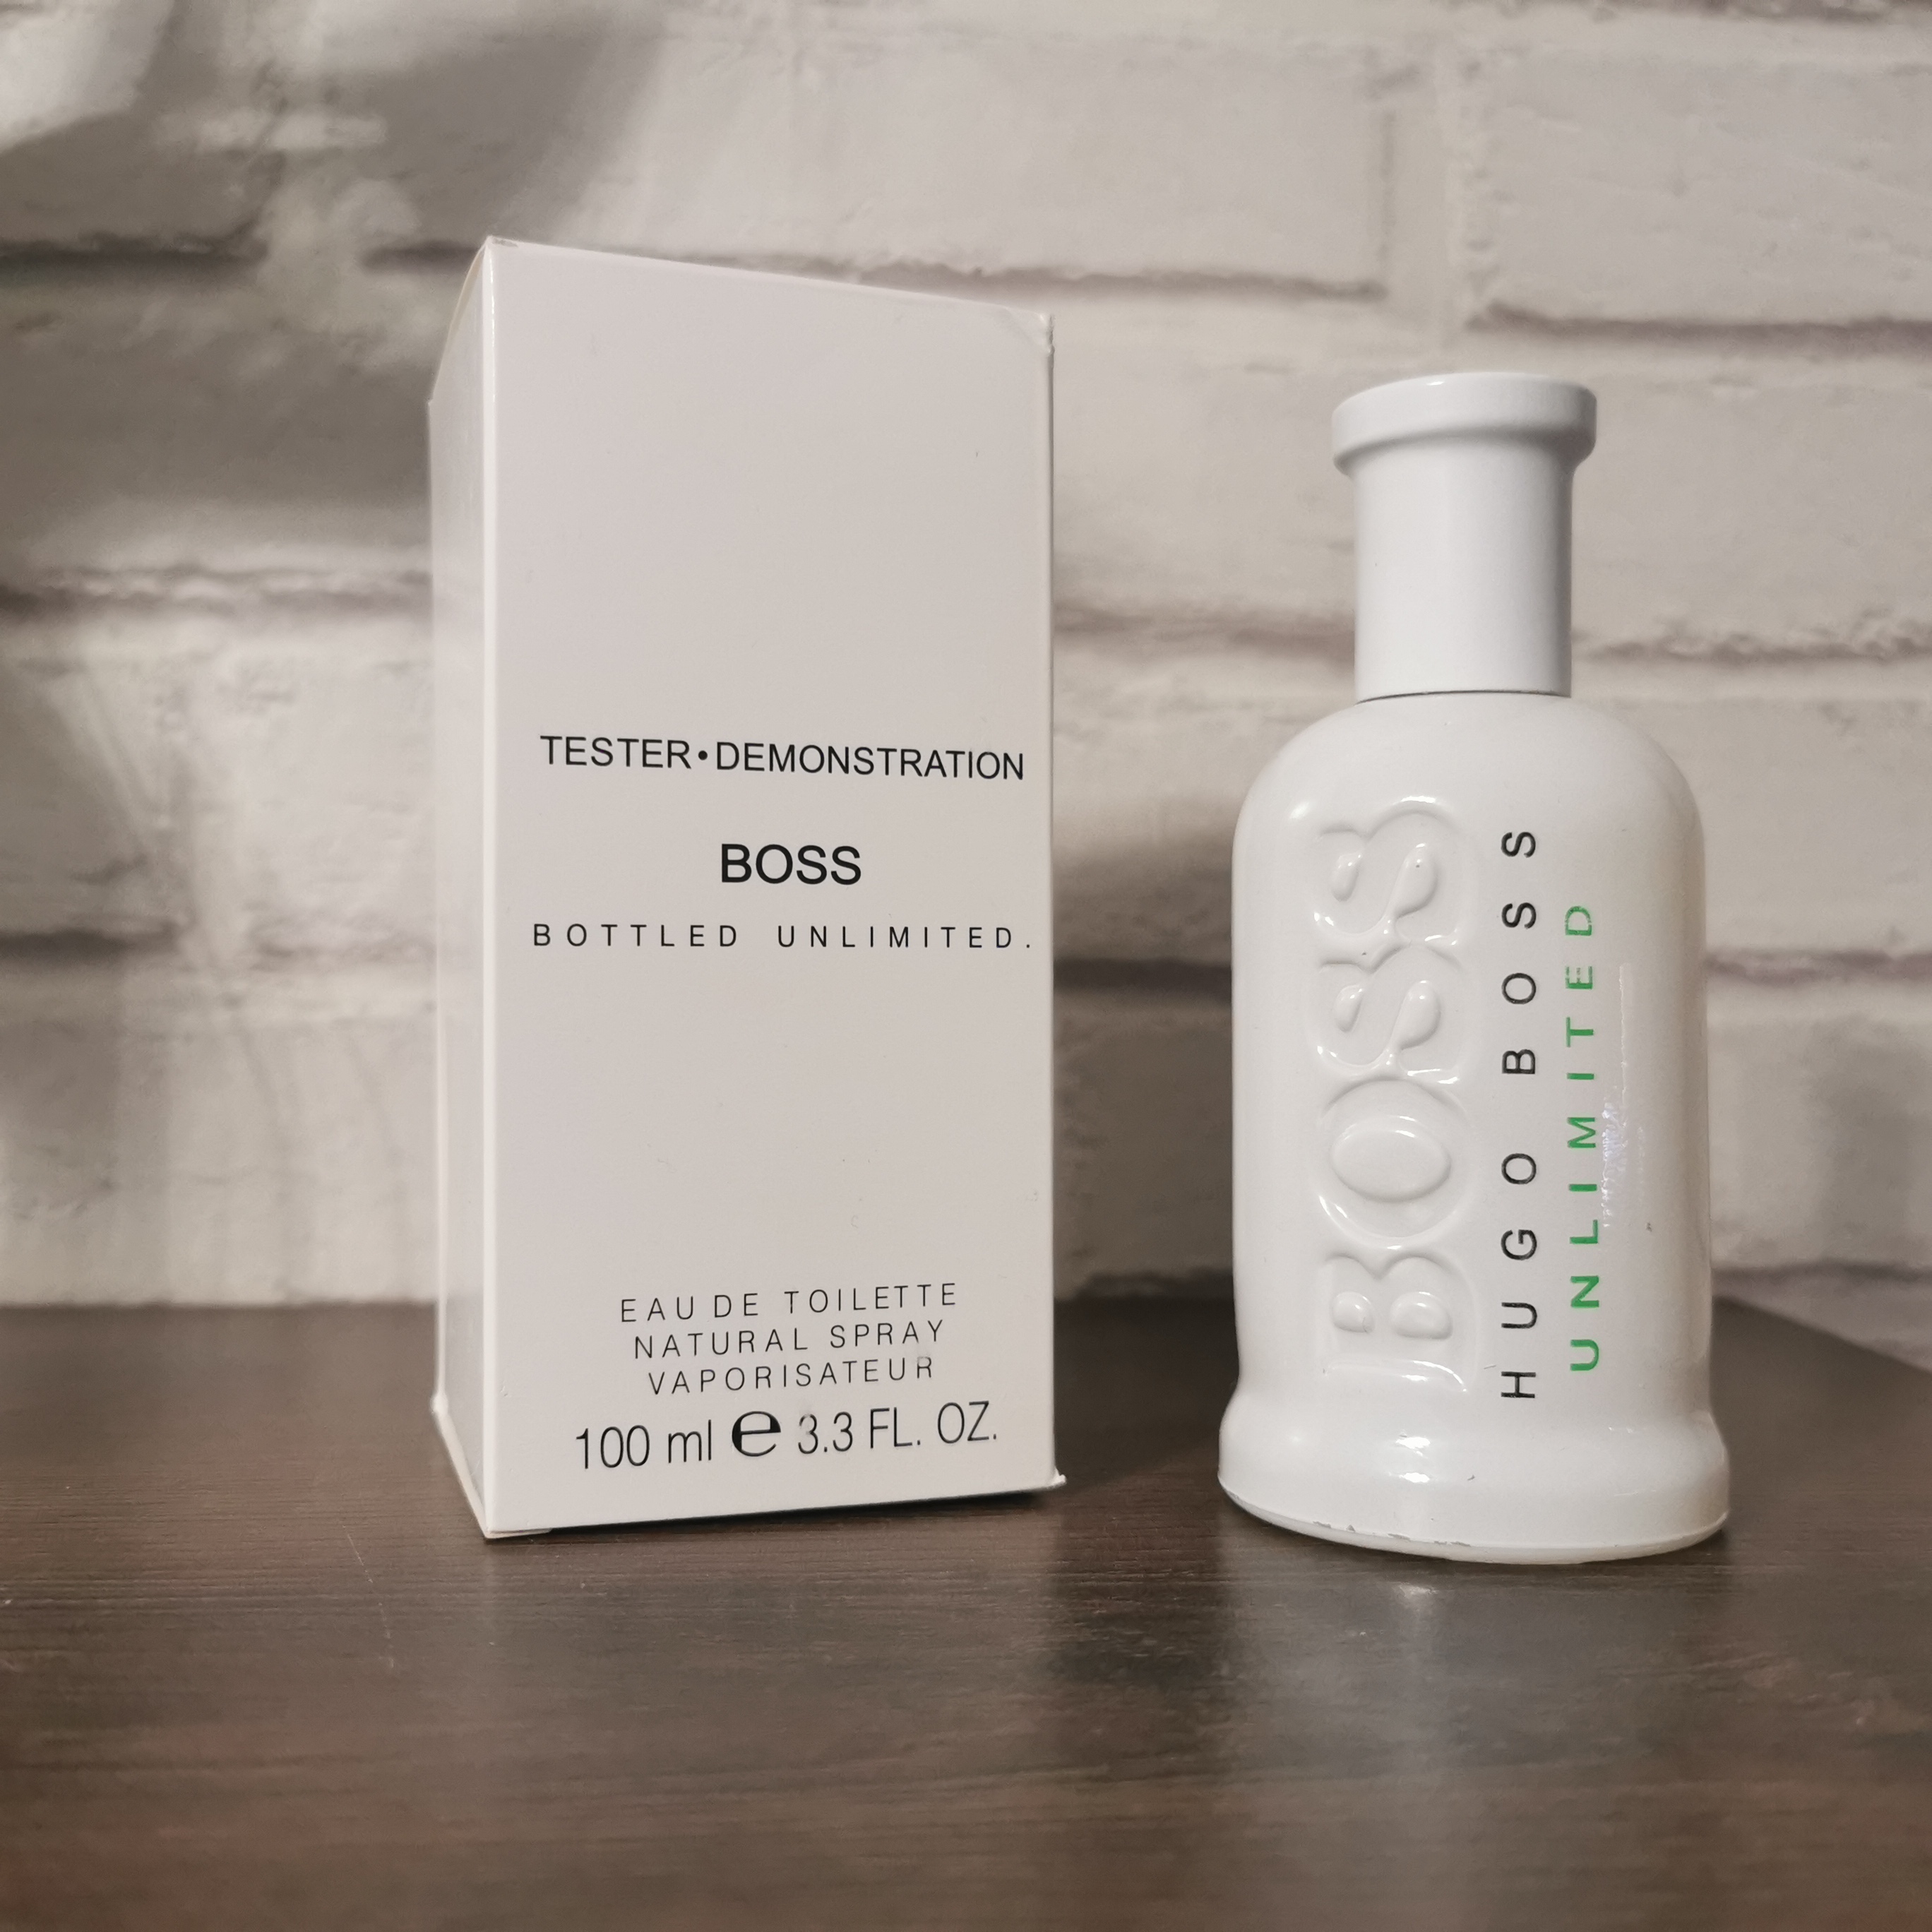 TESTER•DEMONSTRATION
BOSS
BOTTLED UNLIMITED.
EAU DE TOILETTE
NATURAL SPRAY
VAPORISATEUR
100 ml ℮ 3.3 FL. OZ.
BOSS
HUGO BOSS
UNLIMITED